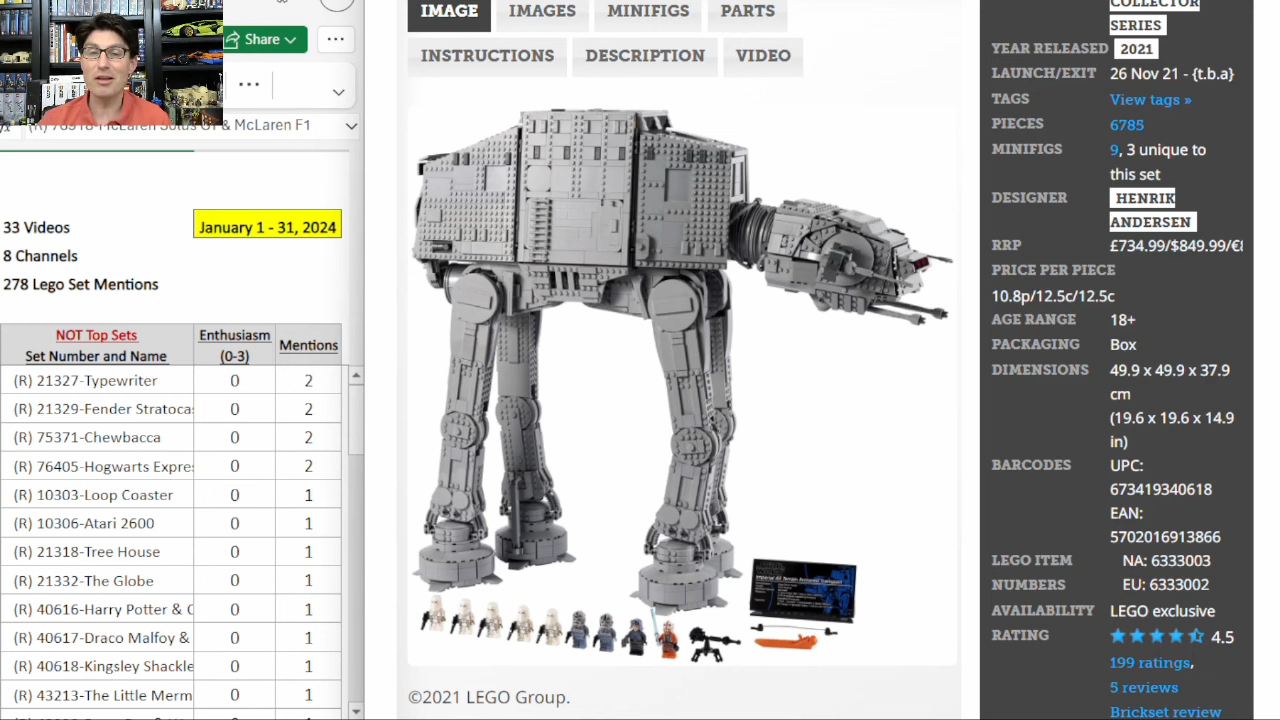 Share
(R) 76918-McLaren Solus GT & McLaren F1
33 Videos
January 1 - 31, 2024
8 Channels
278 Lego Set Mentions
NOT Top Sets
Set Number and Name
Enthusiasm
(0-3)
Mentions
(R) 21327-Typewriter 0 2
(R) 21329-Fender Stratoca 0 2
(R) 75371-Chewbacca 0 2
(R) 76405-Hogwarts Expre 0 2
(R) 10303-Loop Coaster 0 1
(R) 10306-Atari 2600 0 1
(R) 21318-Tree House 0 1
(R) 21332-The Globe 0 1
(R) 40616-Harry Potter & C 0 1
(R) 40617-Draco Malfoy & 0 1
(R) 40618-Kingsley Shackle 0 1
(R) 43213-The Little Merm 0 1
IMAGE IMAGES MINIFIGS PARTS
INSTRUCTIONS DESCRIPTION VIDEO
Imperial All Terrain Armored Transport
©2021 LEGO Group.
COLLECTOR
SERIES
YEAR RELEASED 2021
LAUNCH/EXIT 26 Nov 21 - {t.b.a}
TAGS View tags »
PIECES 6785
MINIFIGS 9, 3 unique to
this set
DESIGNER HENRIK
ANDERSEN
RRP £734.99/$849.99/€
PRICE PER PIECE
10.8p/12.5c/12.5c
AGE RANGE 18+
PACKAGING Box
DIMENSIONS 49.9 x 49.9 x 37.9
cm
(19.6 x 19.6 x 14.9
in)
BARCODES UPC:
673419340618
EAN:
5702016913866
LEGO ITEM NA: 6333003
NUMBERS EU: 6333002
AVAILABILITY LEGO exclusive
RATING 4.5
199 ratings,
5 reviews
Brickset review